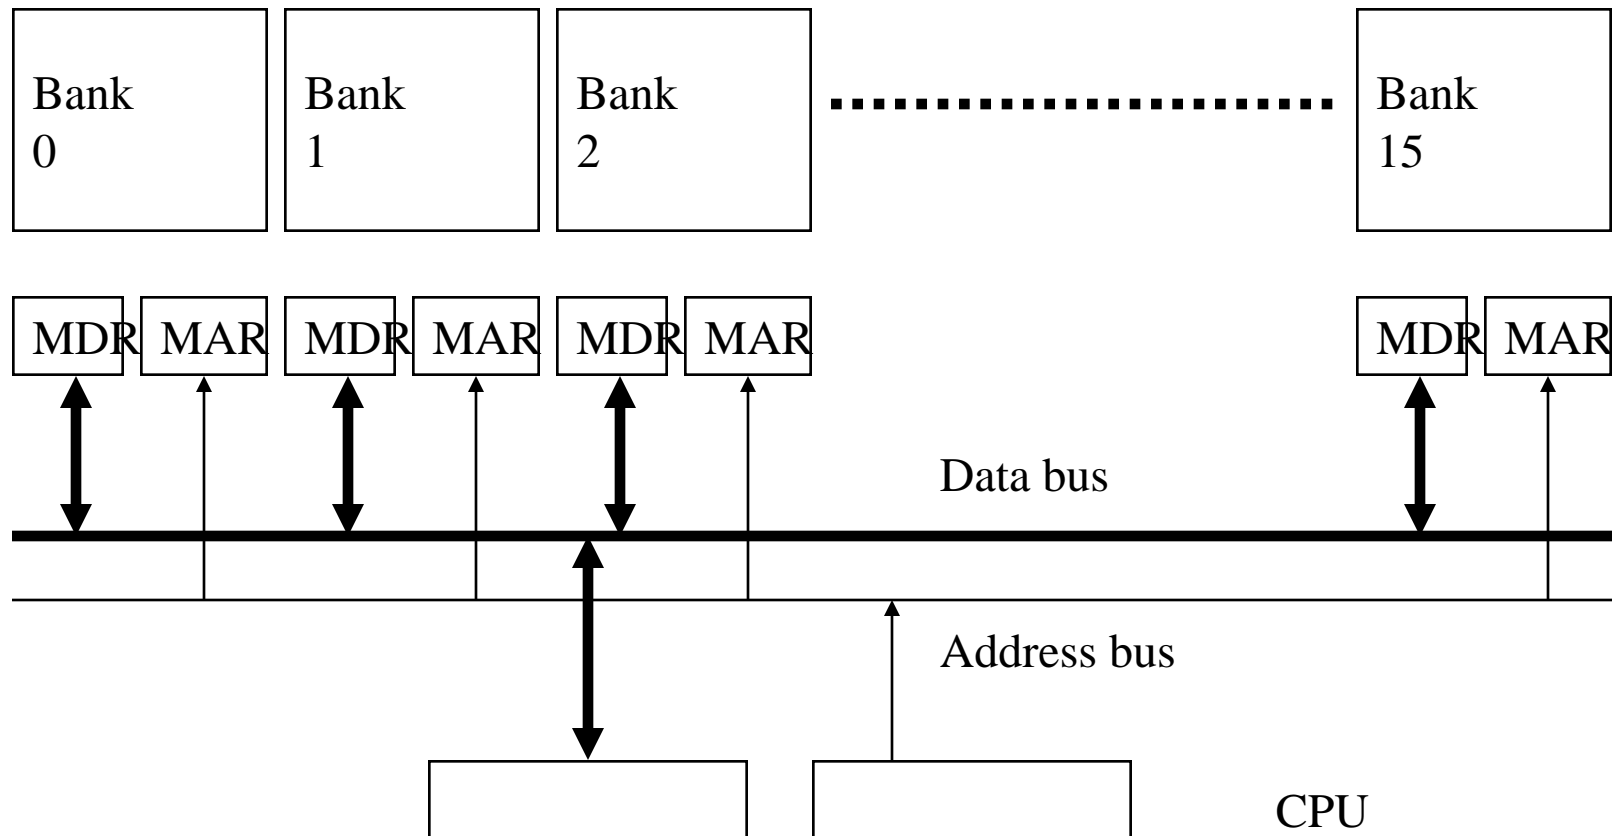 Bank
0
Bank
1
Bank
2
Bank
15
MDR MAR MDR MAR MDR MAR MDR MAR
Data bus
Address bus
CPU